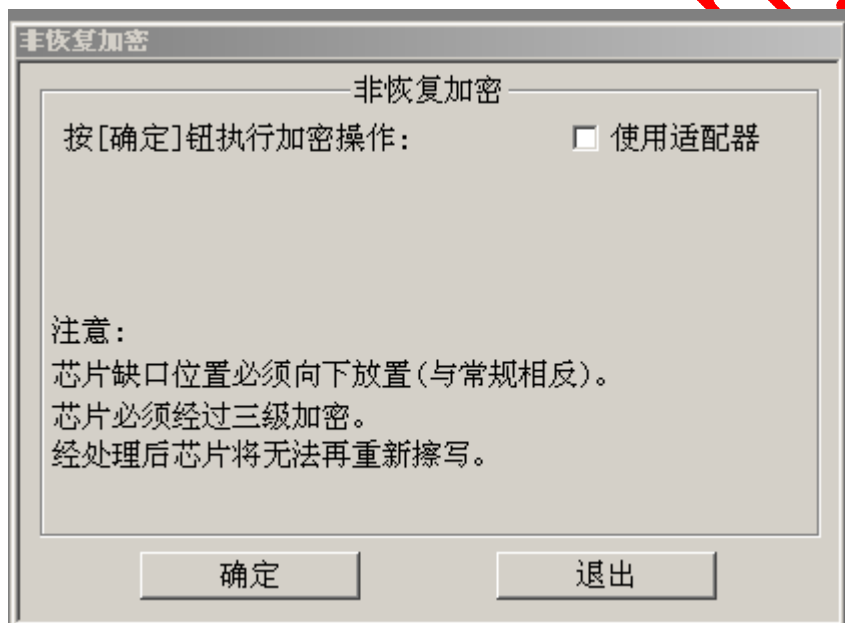 非恢复加密
非恢复加密
按[确定]钮执行加密操作: 使用适配器
注意:
芯片缺口位置必须向下放置(与常规相反)。
芯片必须经过三级加密。
经处理后芯片将无法再重新擦写。
确定 退出